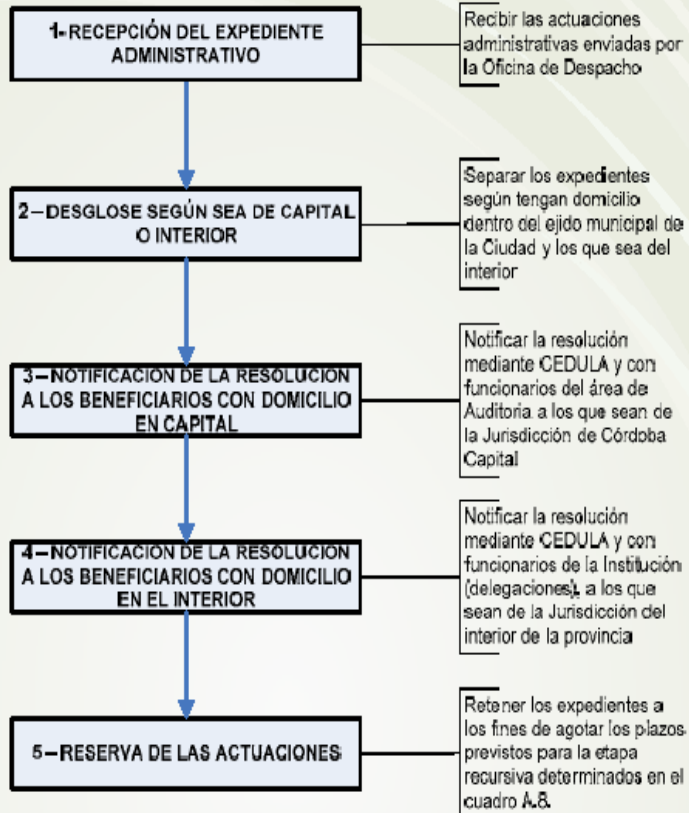 1-RECEPCIÓN DEL EXPEDIENTE
ADMINISTRATIVO
Recibir las actuaciones
administrativas enviadas por
la Oficina de Despacho
2–DESGLOSE SEGÚN SEA DE CAPITAL
O INTERIOR
Separar los expedientes
según tengan domicilio
dentro del ejido municipal de
la Ciudad y los que sea del
interior
3–NOTIFICACIÓN DE LA RESOLUCIÓN
A LOS BENEFICIARIOS CON DOMICILIO
EN CAPITAL
Notificar la resolución
mediante CEDULA y con
funcionarios del área de
Auditoria a los que sean de
la Jurisdicción de Córdoba
Capital
4–NOTIFICACIÓN DE LA RESOLUCIÓN
A LOS BENEFICIARIOS CON DOMICILIO
EN EL INTERIOR
Notificar la resolución
mediante CEDULA y con
funcionarios de la Institución
(delegaciones), a los que
sean de la Jurisdicción del
interior de la provincia
5–RESERVA DE LAS ACTUACIONES
Retener los expedientes a
los fines de agotar los plazos
previstos para la etapa
recursiva determinados en el
cuadro A.8.